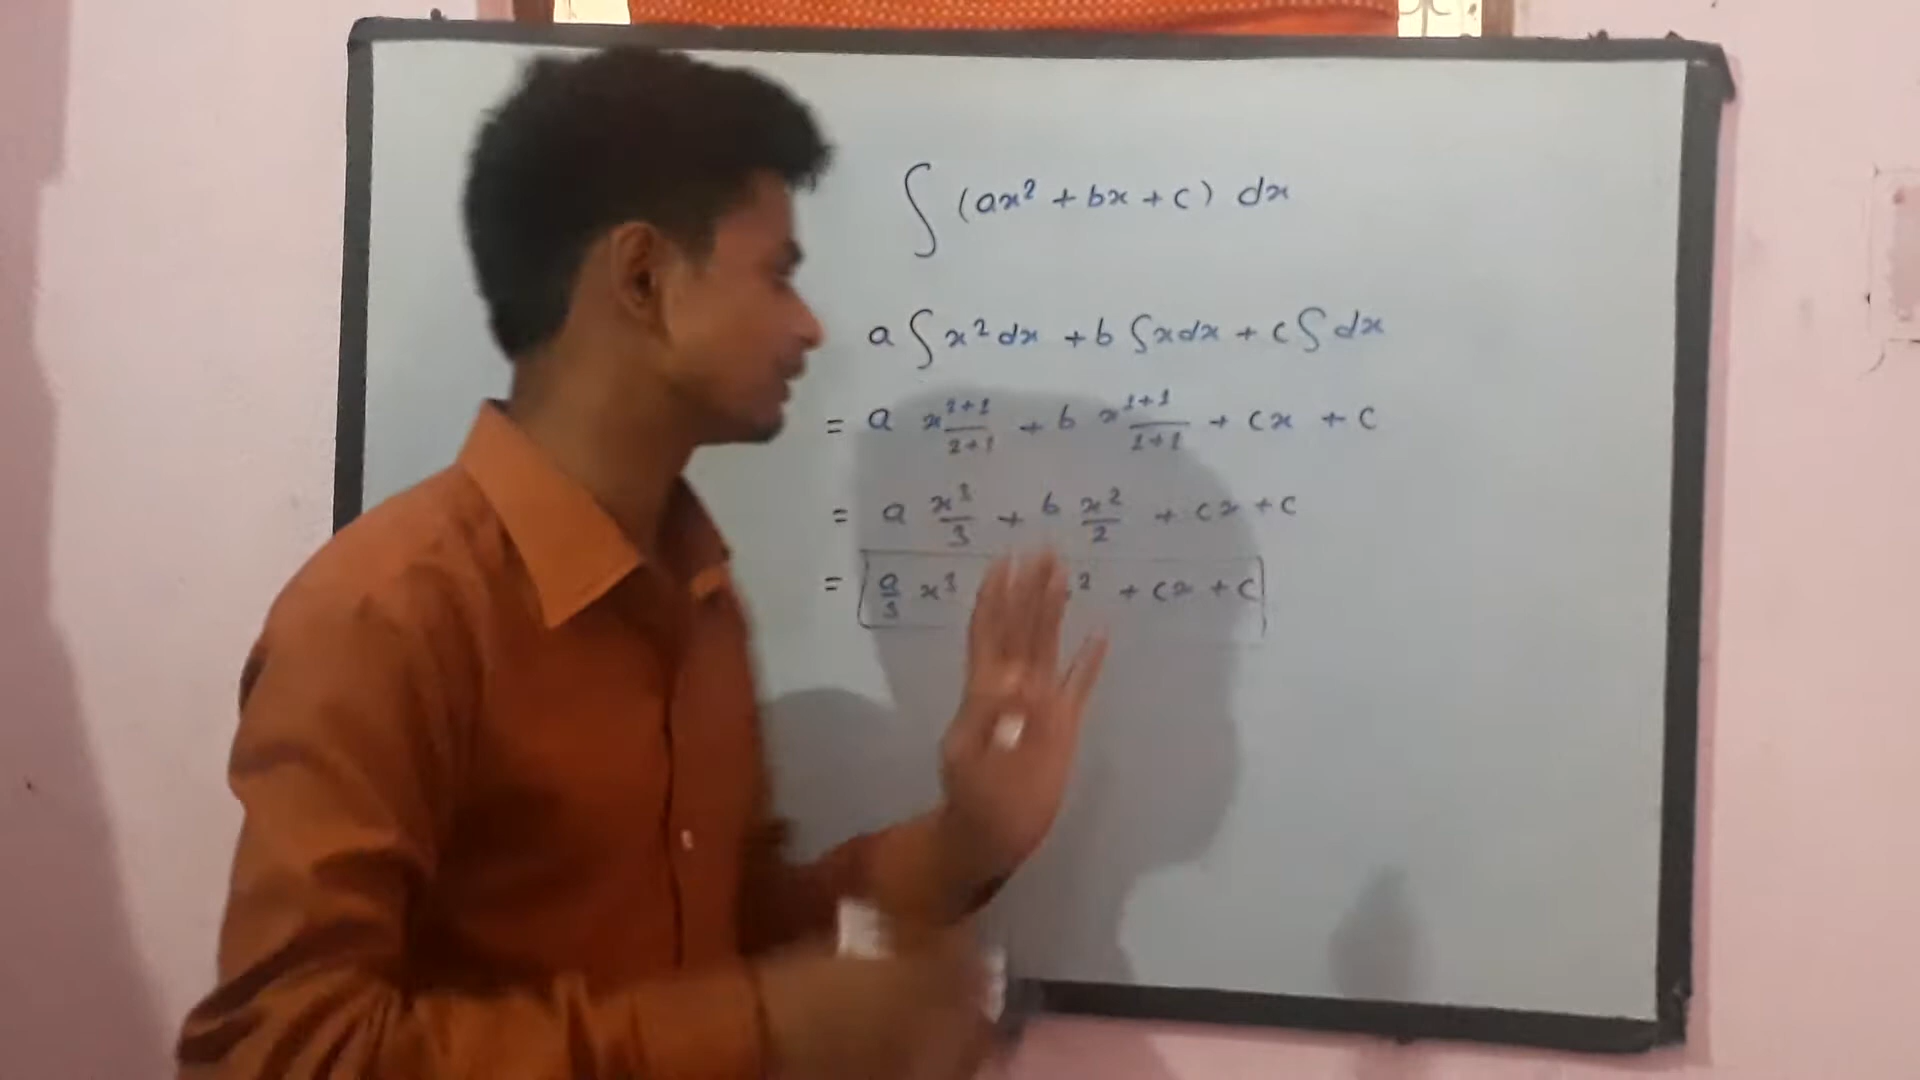 ∫ (ax² + bx + c) dx
a ∫ x² dx + b ∫ x dx + c ∫ dx
= a x^(2+1)/(2+1) + b x^(1+1)/(1+1) + cx + c
= a x³/3 + b x²/2 + cx + c
= a/3 x³ ² + cx + c